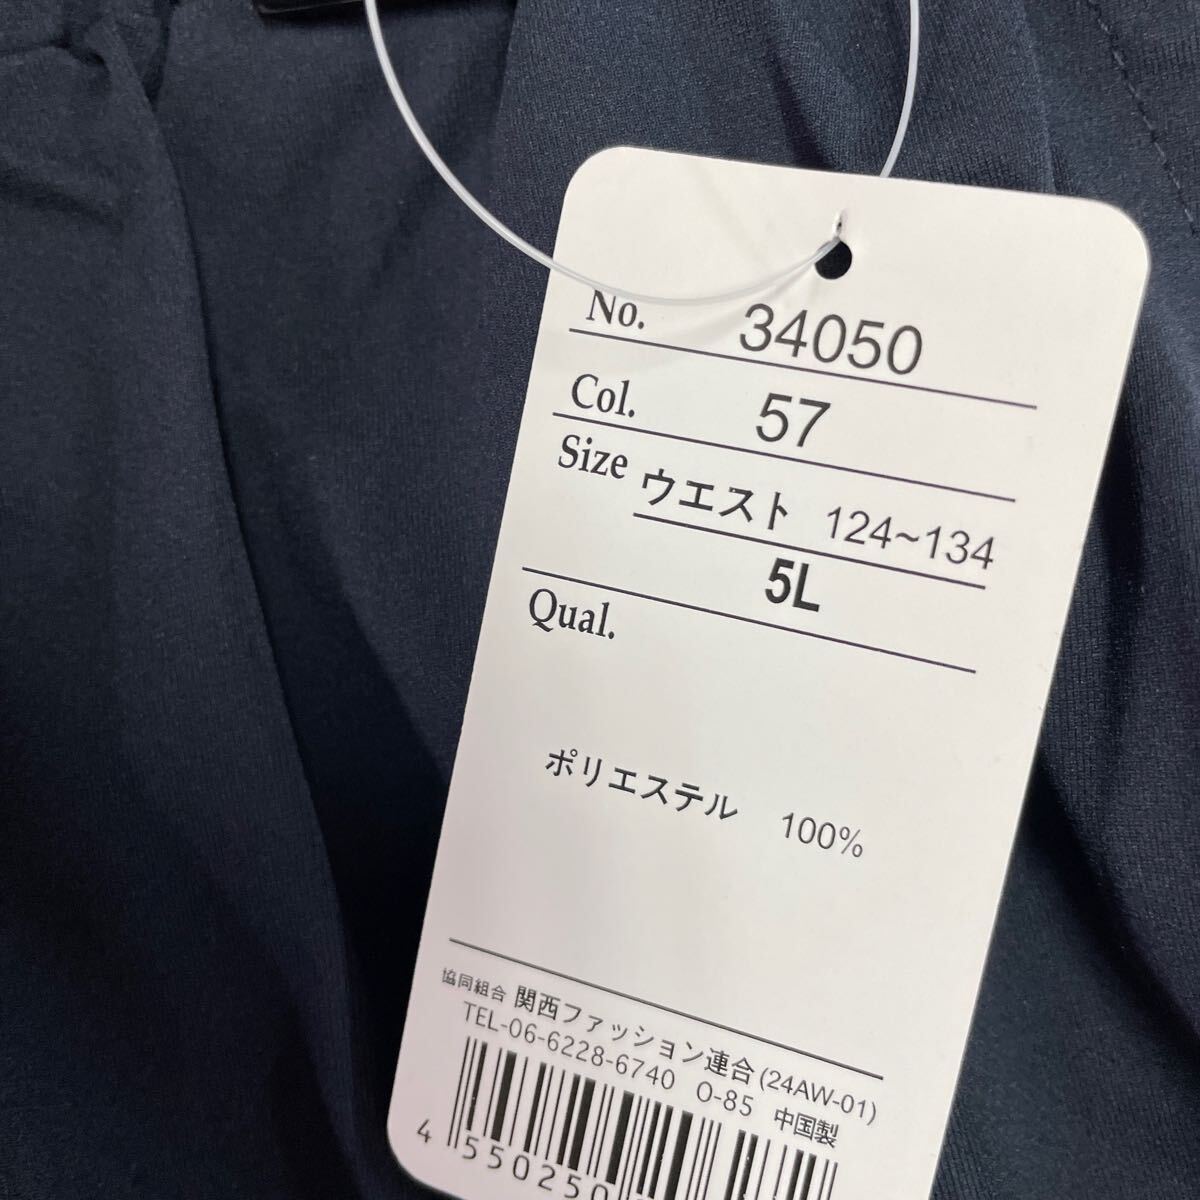 No. 34050
Col. 57
Size ウエスト 124~134
5L
Qual.
ポリエステル 100%
協同組合 関西ファッション連合 (24AW-01)
TEL-06-6228-6740 O-85 中国製
4 550250